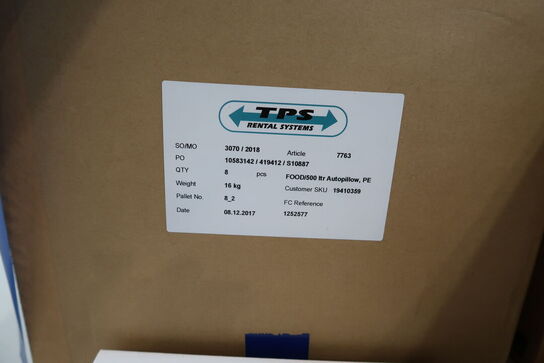 TPS
RENTAL SYSTEMS
SO/MO 3070 / 2018 Article 7763
PO 10583142 / 419412 / S10887
QTY 8 pcs FOOD/500 ltr Autopillow, PE
Weight 16 kg Customer SKU 19410359
Pallet No. 8_2 FC Reference
Date 08.12.2017 1252577